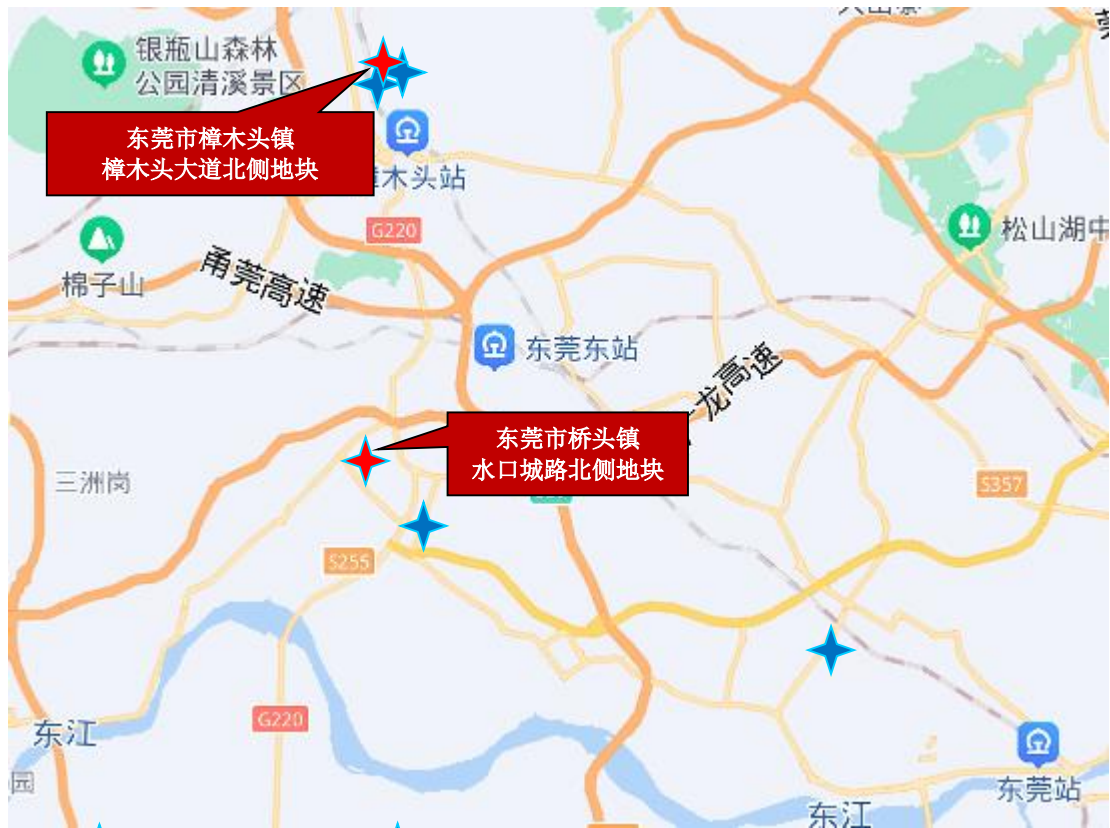 银瓶山森林
公园清溪景区
东莞市樟木头镇
樟木头大道北侧地块
木头站
G220
松山湖中
棉子山
甬莞高速
东莞东站
龙高速
东莞市桥头镇
水口城路北侧地块
三洲岗
S357
S255
G220
东江
园
东莞站
东江